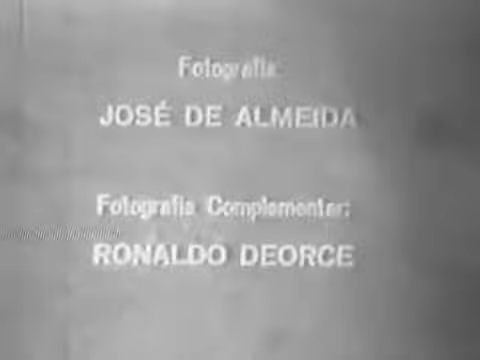 Fotografia
JOSÉ DE ALMEIDA
Fotografia Complementar:
RONALDO DEORCE